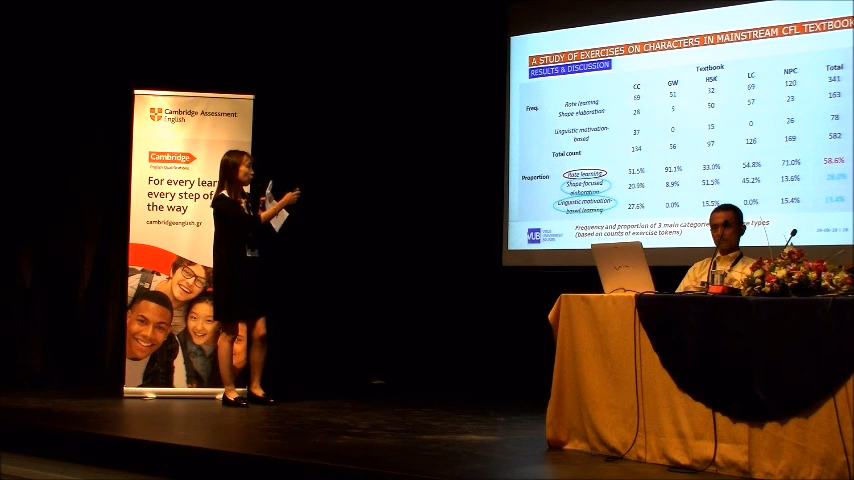 Cambridge Assessment
English
Cambridge
English Qualifications
For every lear
every step of
the way
cambridgeenglish.gr
A STUDY OF EXERCISES ON CHARACTERS IN MAINSTREAM CFL TEXTBOOK
RESULTS & DISCUSSION
Textbook
CC GW HSK LC NPC Total
Freq. Rote learning 69 51 32 69 120 341
Shape elaboration 28 5 50 57 23 163
Linguistic motivation-
based 37 0 15 0 26 78
Total count 134 56 97 126 169 582
Proportion Rote learning 51.5% 91.1% 33.0% 54.8% 71.0% 58.6%
Shape-focused
elaboration 20.9% 8.9% 51.5% 45.2% 13.6% 28.0%
Linguistic motivation-
based learning 27.6% 0.0% 15.5% 0.0% 15.4% 13.4%
Frequency and proportion of 3 main categories types
(based on counts of exercise tokens)
VUB